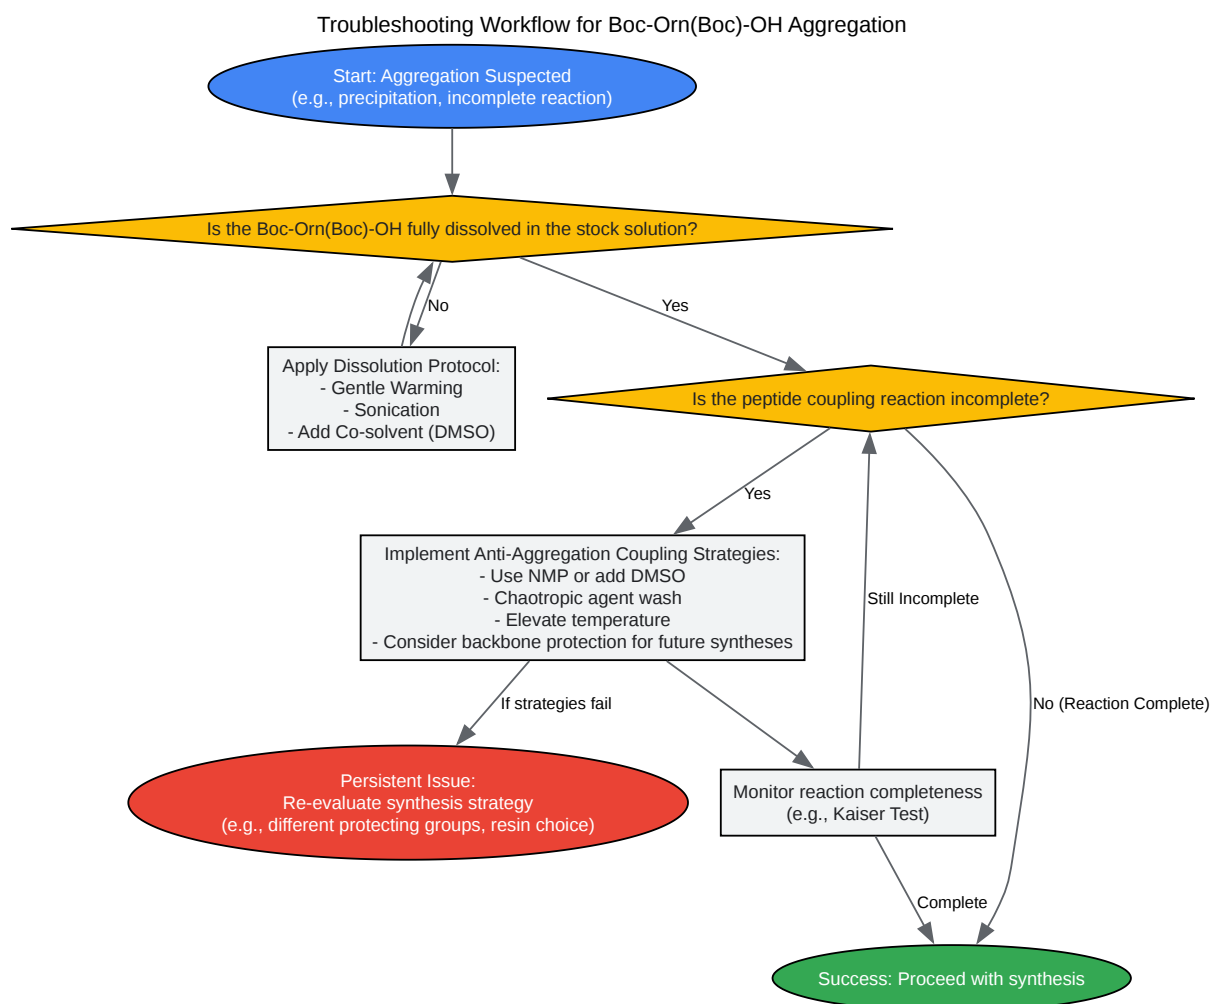 Troubleshooting Workflow for Boc-Orn(Boc)-OH Aggregation
Start: Aggregation Suspected
(e.g., precipitation, incomplete reaction)
Is the Boc-Orn(Boc)-OH fully dissolved in the stock solution?
No
Yes
Apply Dissolution Protocol:
- Gentle Warming
- Sonication
- Add Co-solvent (DMSO)
Is the peptide coupling reaction incomplete?
Yes
Implement Anti-Aggregation Coupling Strategies:
- Use NMP or add DMSO
- Chaotropic agent wash
- Elevate temperature
- Consider backbone protection for future syntheses
Still Incomplete
If strategies fail
No (Reaction Complete)
Persistent Issue:
Re-evaluate synthesis strategy
(e.g., different protecting groups, resin choice)
Monitor reaction completeness
(e.g., Kaiser Test)
Complete
Success: Proceed with synthesis